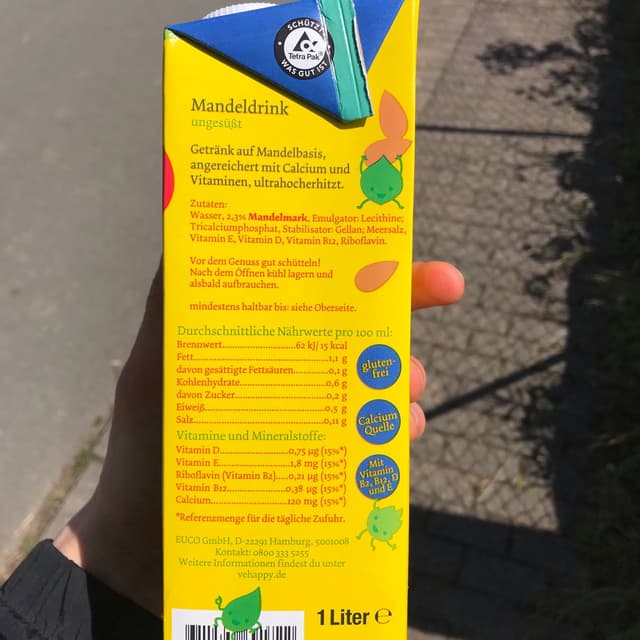 SCHÜTZT
Tetra Pak®
WAS GUT IST
Mandeldrink
ungesüßt
Getränk auf Mandelbasis,
angereichert mit Calcium und
Vitaminen, ultrahocherhitzt.
Zutaten:
Wasser, 2,3% Mandelmark, Emulgator: Lecithine;
Tricalciumphosphat, Stabilisator: Gellan; Meersalz,
Vitamin E, Vitamin D, Vitamin B12, Riboflavin.
Vor dem Genuss gut schütteln!
Nach dem Öffnen kühl lagern und
alsbald aufbrauchen.
mindestens haltbar bis: siehe Oberseite.
Durchschnittliche Nährwerte pro 100 ml:
Brennwert...62 kJ/ 15 kcal
Fett...1,1 g
davon gesättigte Fettsäuren...0,1 g
Kohlenhydrate...0,6 g
davon Zucker...0,2 g
Eiweiß...0,5 g
Salz...0,11 g
gluten-
frei
Calcium
Quelle
Vitamine und Mineralstoffe:
Vitamin D...0,75 µg (15%*)
Vitamin E...1,8 mg (15%*)
Riboflavin (Vitamin B2)...0,21 µg (15%*)
Vitamin B12...0,38 µg (15%*)
Calcium...120 mg (15%*)
Mit
Vitamin
B2, B12, D
und E
*Referenzmenge für die tägliche Zufuhr.
EUCO GmbH, D-22291 Hamburg, 5001008
Kontakt: 0800 333 5255
Weitere Informationen findest du unter
vehappy.de
1 Liter ℮